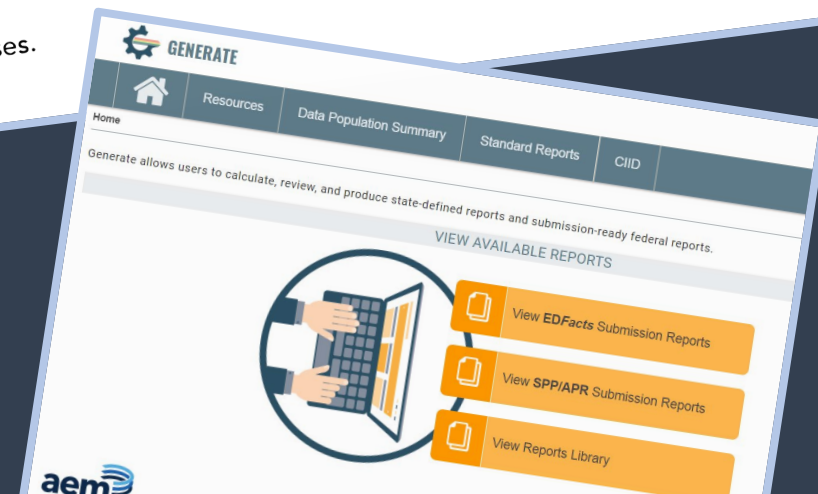 GENERATE
Resources Data Population Summary Standard Reports CIID
Home
Generate allows users to calculate, review, and produce state-defined reports and submission-ready federal reports.
VIEW AVAILABLE REPORTS
View EDFacts Submission Reports
View SPP/APR Submission Reports
View Reports Library
aem